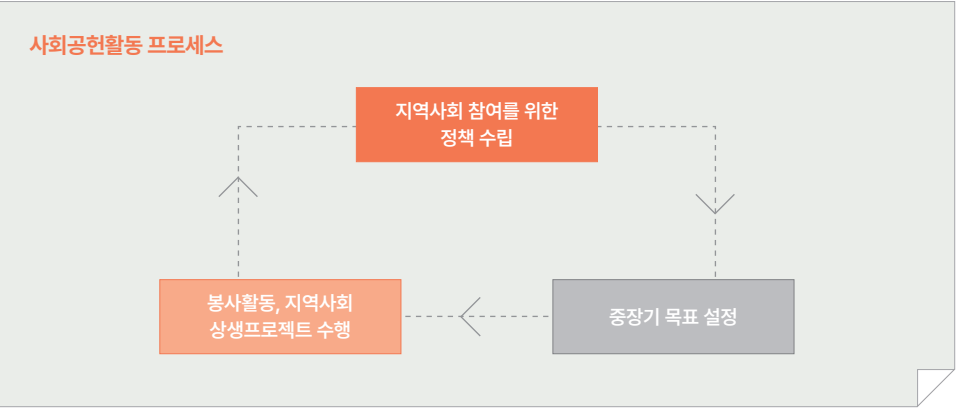 사회공헌활동 프로세스
지역사회 참여를 위한
정책 수립
봉사활동, 지역사회
상생프로젝트 수행
중장기 목표 설정